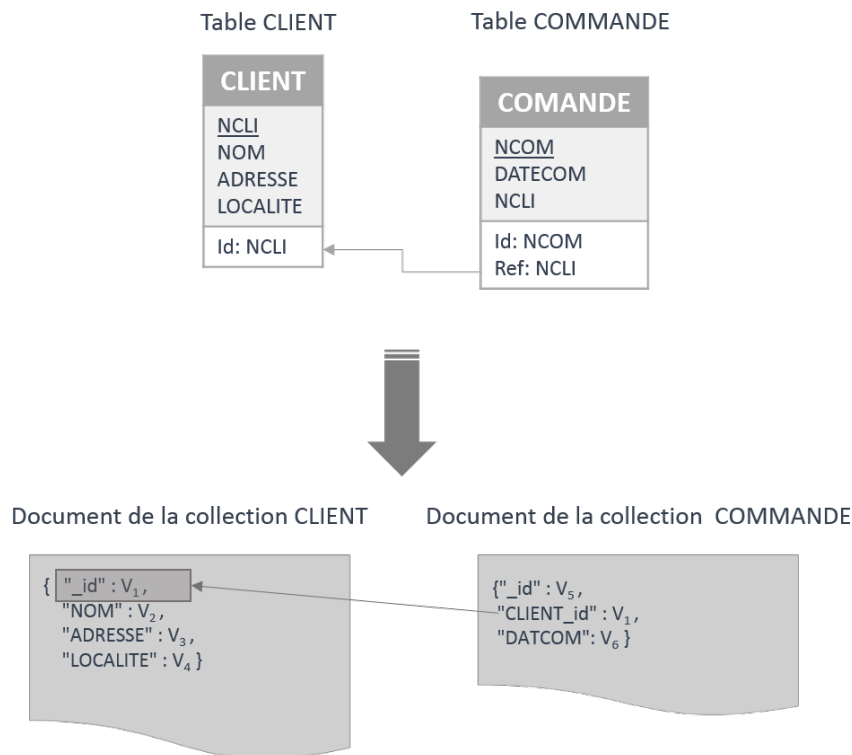 Table CLIENT
Table COMMANDE
CLIENT
NCLI
NOM
ADRESSE
LOCALITE
Id: NCLI
COMANDE
NCOM
DATECOM
NCLI
Id: NCOM
Ref: NCLI
Document de la collection CLIENT
Document de la collection COMMANDE
{ "_id" : V₁ ,
"NOM" : V₂ ,
"ADRESSE" : V₃ ,
"LOCALITE" : V₄ }
{"_id" : V₅ ,
"CLIENT_id" : V₁ ,
"DATCOM": V₆ }